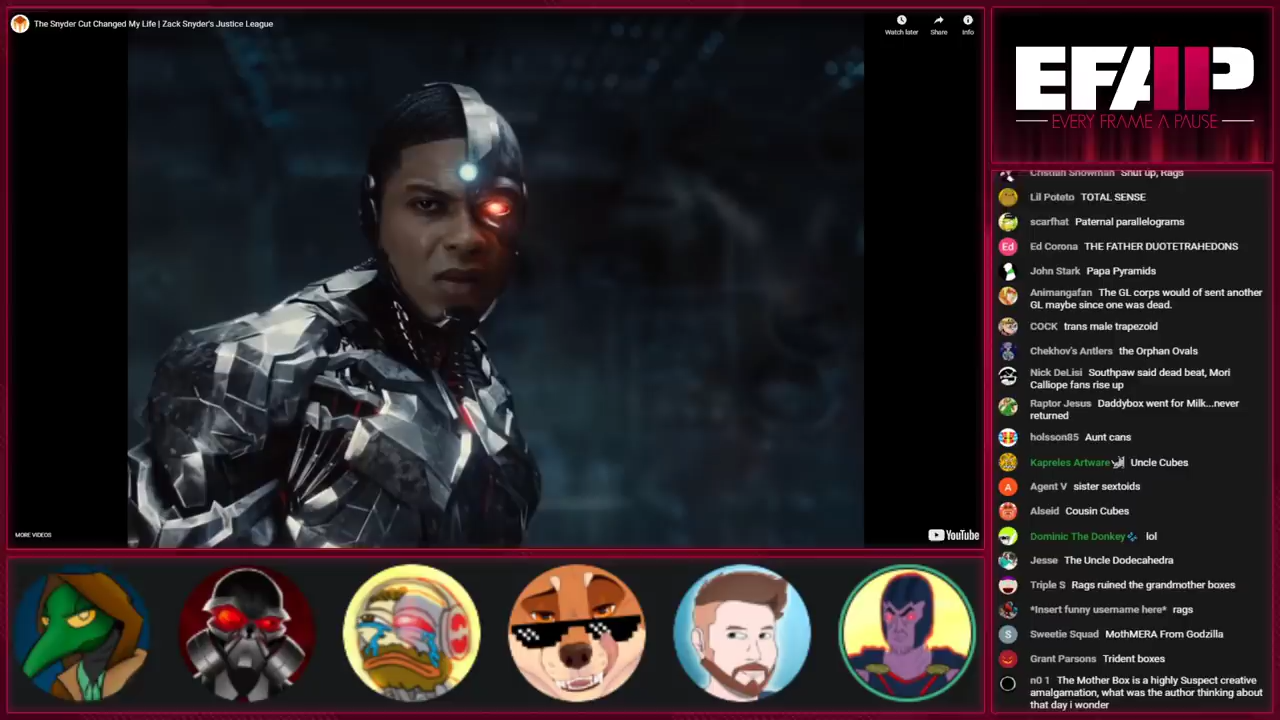 The Snyder Cut Changed My Life | Zack Snyder's Justice League
Watch later
Share
Info
MORE VIDEOS
YouTube
EFAP
EVERY FRAME A PAUSE
Cristian Snowman Shut up, Rags
Lil Poteto TOTAL SENSE
scarfhat Paternal parallelograms
Ed
Ed Corona THE FATHER DUOTETRAHEDONS
John Stark Papa Pyramids
Animangafan The GL corps would of sent another
GL maybe since one was dead.
COCK trans male trapezoid
Chekhov's Antlers the Orphan Ovals
Nick DeLisi Southpaw said dead beat, Mori
Calliope fans rise up
Raptor Jesus Daddybox went for Milk...never
returned
holsson85 Aunt cans
Kapreles Artware Uncle Cubes
A
Agent V sister sextoids
Alseid Cousin Cubes
Dominic The Donkey lol
Jesse The Uncle Dodecahedra
Triple S Rags ruined the grandmother boxes
*Insert funny username here* rags
S
Sweetie Squad MothMERA From Godzilla
Grant Parsons Trident boxes
n0 1 The Mother Box is a highly Suspect creative
amalgamation, what was the author thinking about
that day i wonder